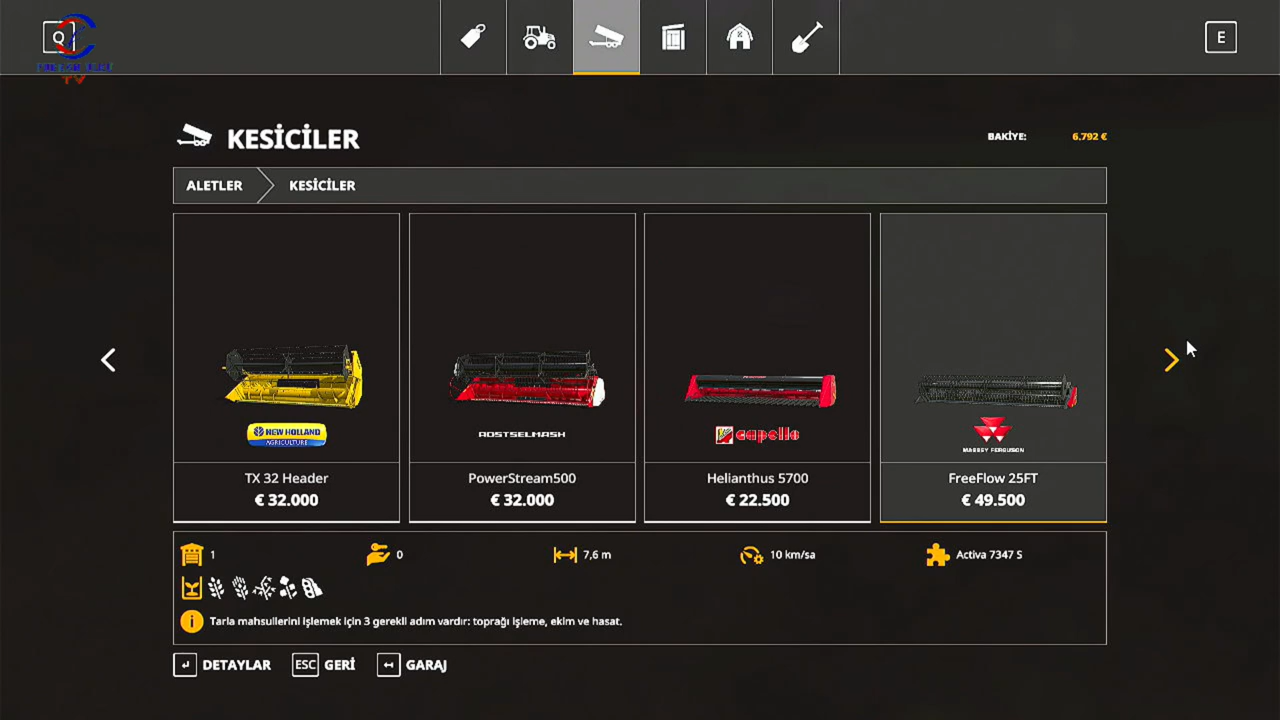 Q
TV
E
KESİCİLER
BAKİYE: 6.792 €
ALETLER KESİCİLER
NEW HOLLAND
AGRICULTURE
ROSTSELMASH
capello
MASSEY FERGUSON
TX 32 Header
€ 32.000
PowerStream500
€ 32.000
Helianthus 5700
€ 22.500
FreeFlow 25FT
€ 49.500
1 0 7,6 m 10 km/sa Activa 7347 S
Tarla mahsullerini işlemek için 3 gerekli adım vardır: toprağı işleme, ekim ve hasat.
DETAYLAR ESC GERİ GARAJ